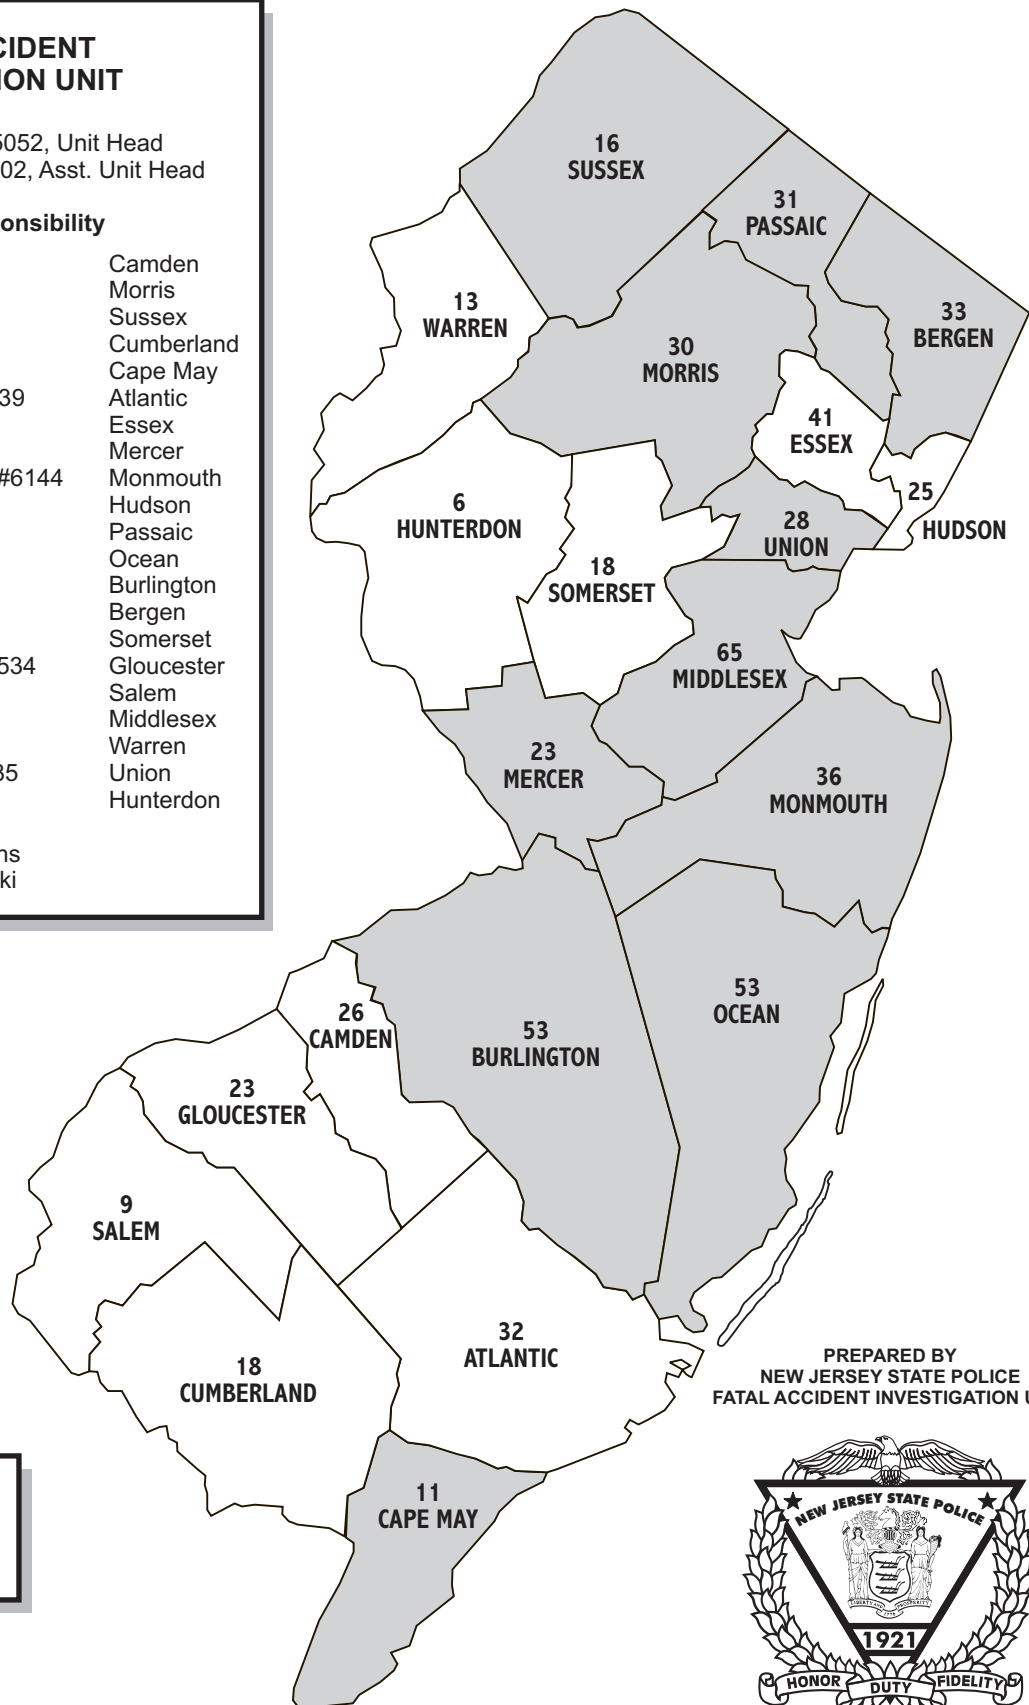 CIDENT
ION UNIT
5052, Unit Head
02, Asst. Unit Head
onsibility
Camden
Morris
Sussex
Cumberland
Cape May
39 Atlantic
Essex
Mercer
#6144 Monmouth
Hudson
Passaic
Ocean
Burlington
Bergen
Somerset
534 Gloucester
Salem
Middlesex
Warren
35 Union
Hunterdon
ns
ki
16
SUSSEX
31
PASSAIC
13
WARREN
33
BERGEN
30
MORRIS
41
ESSEX
25
HUDSON
6
HUNTERDON
28
UNION
18
SOMERSET
65
MIDDLESEX
23
MERCER
36
MONMOUTH
53
OCEAN
26
CAMDEN
53
BURLINGTON
23
GLOUCESTER
9
SALEM
32
ATLANTIC
18
CUMBERLAND
11
CAPE MAY
PREPARED BY
NEW JERSEY STATE POLICE
FATAL ACCIDENT INVESTIGATION U
NEW JERSEY STATE POLICE
LIBERTY AND PROSPERITY
1776
1921
HONOR DUTY FIDELITY